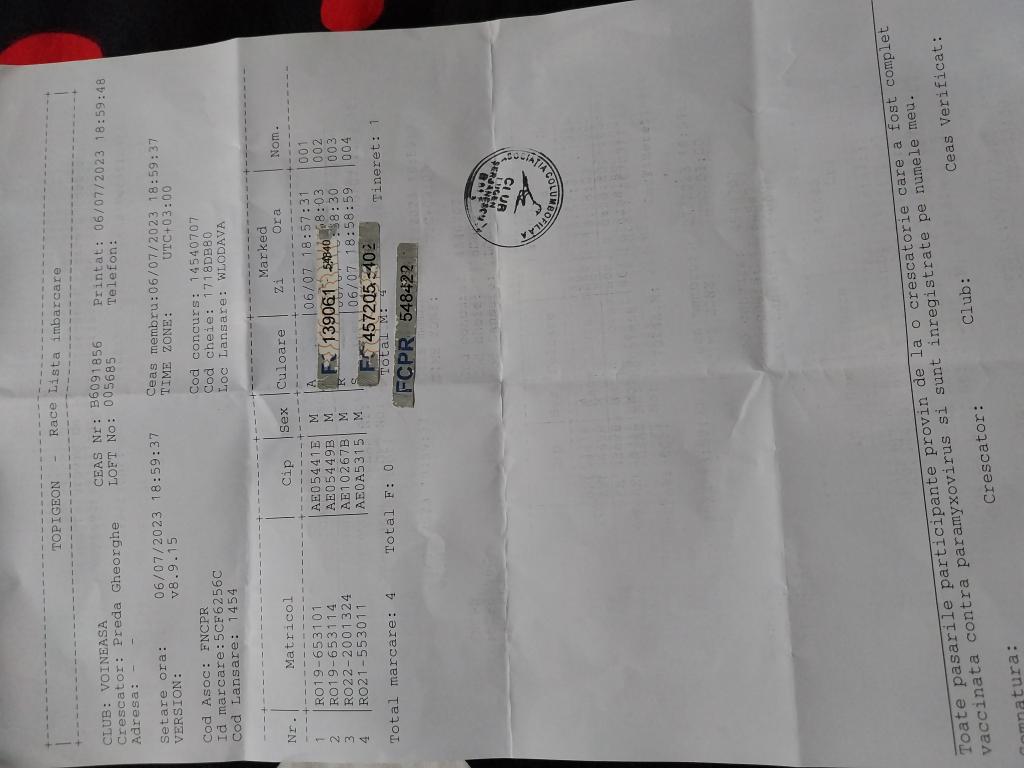 TOPIGEON - Race Lista imbarcare
CLUB: VOINEASA CEAS Nr: B6091856 Printat: 06/07/2023 18:59:48
Crescator: Preda Gheorghe LOFT No: 005685 Telefon:
Adresa: - -
Setare ora: 06/07/2023 18:59:37 Ceas membru:06/07/2023 18:59:37
VERSION: v8.9.15 TIME ZONE: UTC+03:00
Cod Asoc: FNCPR Cod concurs: 14540707
Id marcare:5CF6256C Cod cheie: 1718DB80
Cod Lansare: 1454 Loc Lansare: WLODAVA
Marked
Nr.| Matricol | Cip |Sex| Culoare | Zi Ora | Nom.
1 |RO19-653101 |AE05441E| M |A |06/07 18:57:31 |001
2 |RO19-653114 |AE05449B| M |002
3 |RO22-2001324 |AE10267B| M |003
4 |RO21-553011 |AE0A5315| M |06/07 18:58:59 |004
Total marcare: 4 Total F: 0 Total M: 4 Tineret: 1
FCPR 548422
ASOCIATIA COLUMBOFILA
CLUB
Toate pasarile participante provin de la o crescatorie care a fost complet
vaccinata contra paramyxovirus si sunt inregistrate pe numele meu.
Crescator: Club: Ceas Verificat: